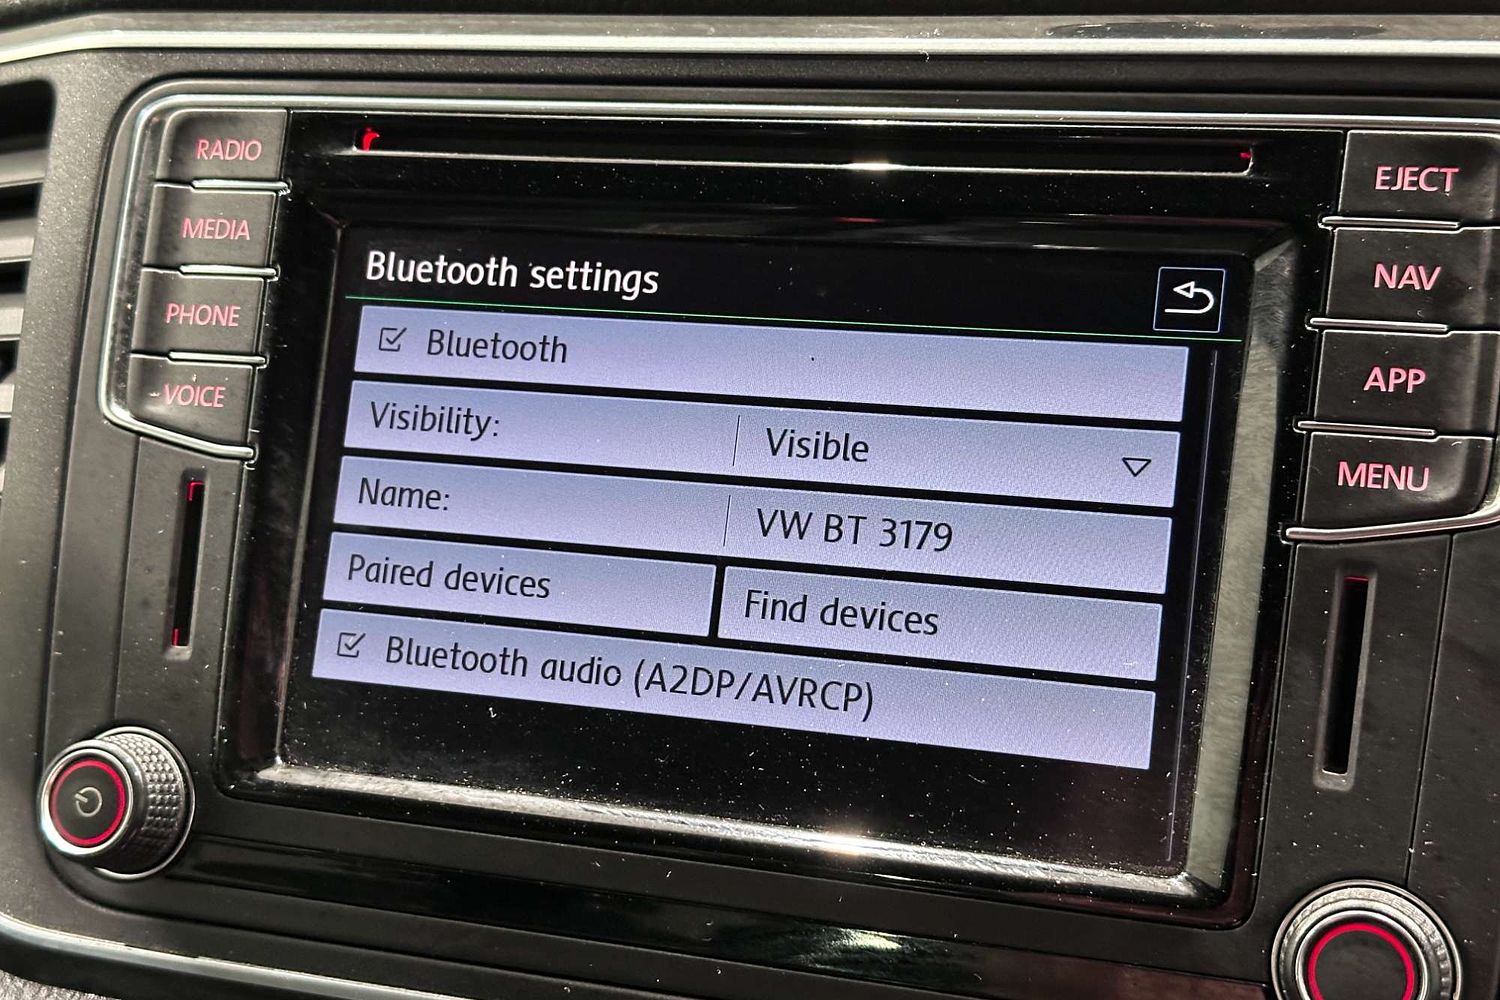 RADIO
MEDIA
PHONE
VOICE
Bluetooth settings
Bluetooth
Visibility: Visible
Name: VW BT 3179
Paired devices Find devices
Bluetooth audio (A2DP/AVRCP)
EJECT
NAV
APP
MENU